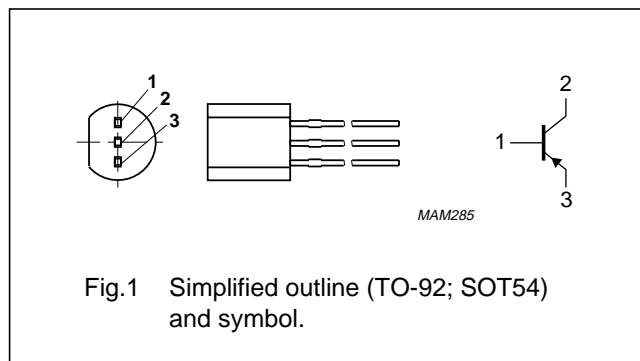 1
2
3
1
2
3
MAM285
Fig.1 Simplified outline (TO-92; SOT54)
and symbol.